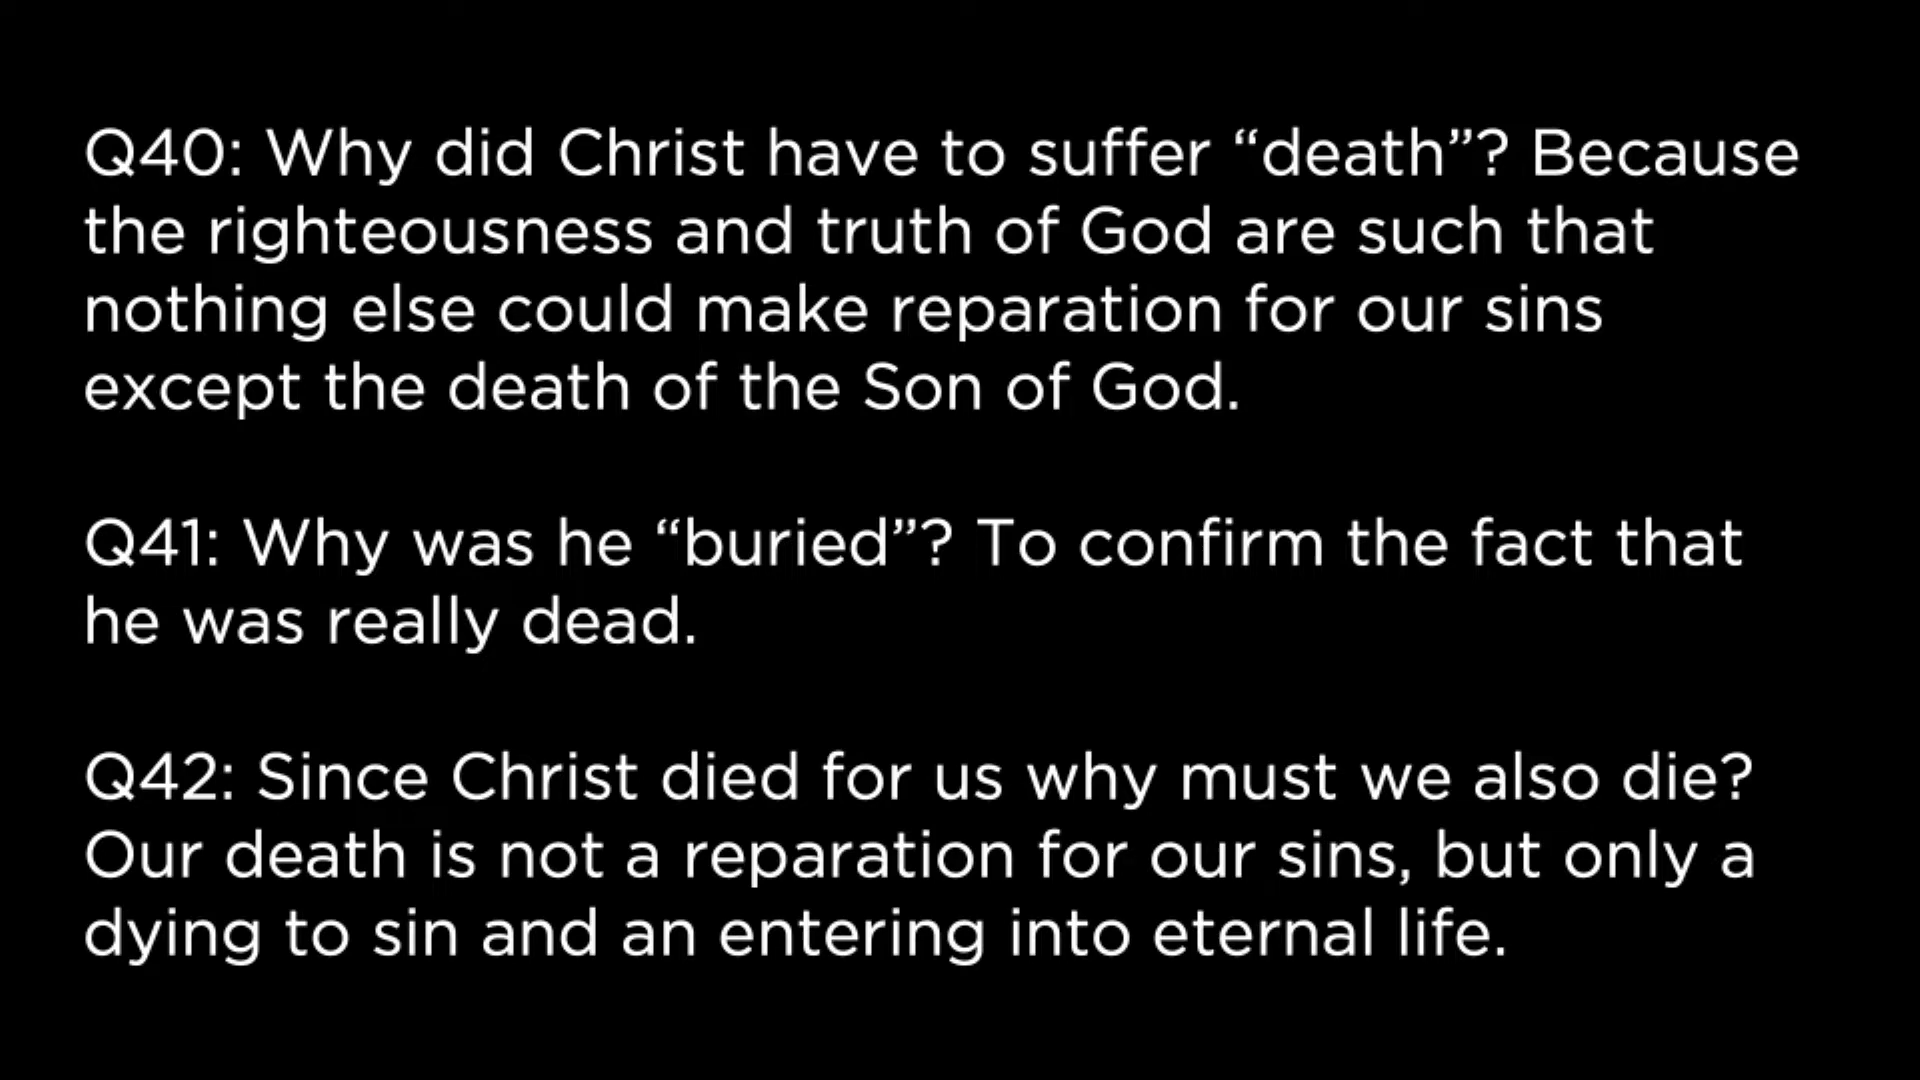 Q40: Why did Christ have to suffer “death”? Because
the righteousness and truth of God are such that
nothing else could make reparation for our sins
except the death of the Son of God.
Q41: Why was he “buried”? To confirm the fact that
he was really dead.
Q42: Since Christ died for us why must we also die?
Our death is not a reparation for our sins, but only a
dying to sin and an entering into eternal life.